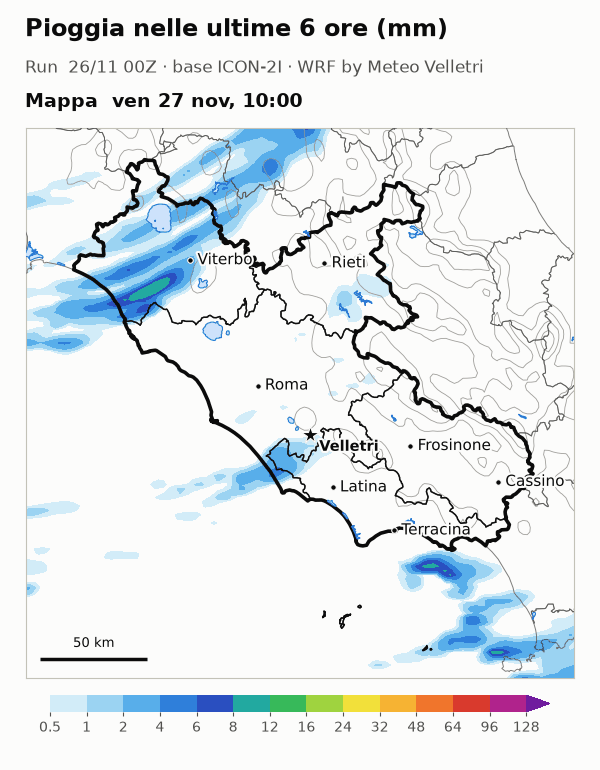 Pioggia nelle ultime 6 ore (mm)
Run  26/11 00Z · base ICON-2I · WRF by Meteo Velletri
Mappa  ven 27 nov, 10:00
Viterbo
Rieti
Roma
Velletri
Frosinone
Cassino
Latina
Terracina
50 km
0.5 1 2 4 6 8 12 16 24 32 48 64 96 128